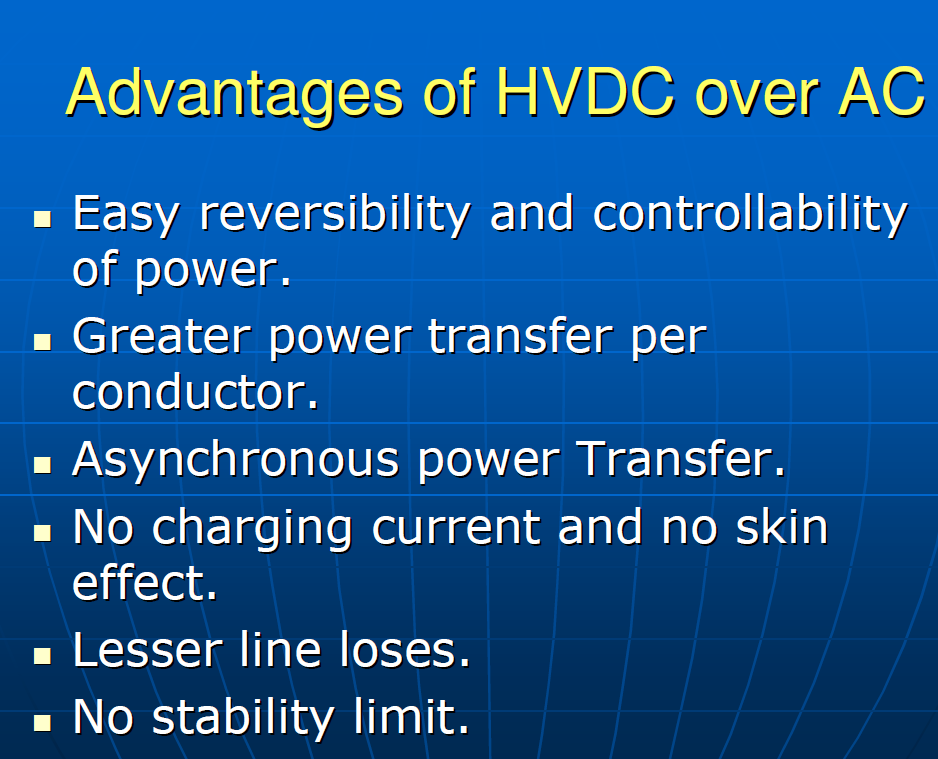 Advantages of HVDC over AC
Easy reversibility and controllability
of power.
Greater power transfer per
conductor.
Asynchronous power Transfer.
No charging current and no skin
effect.
Lesser line loses.
No stability limit.